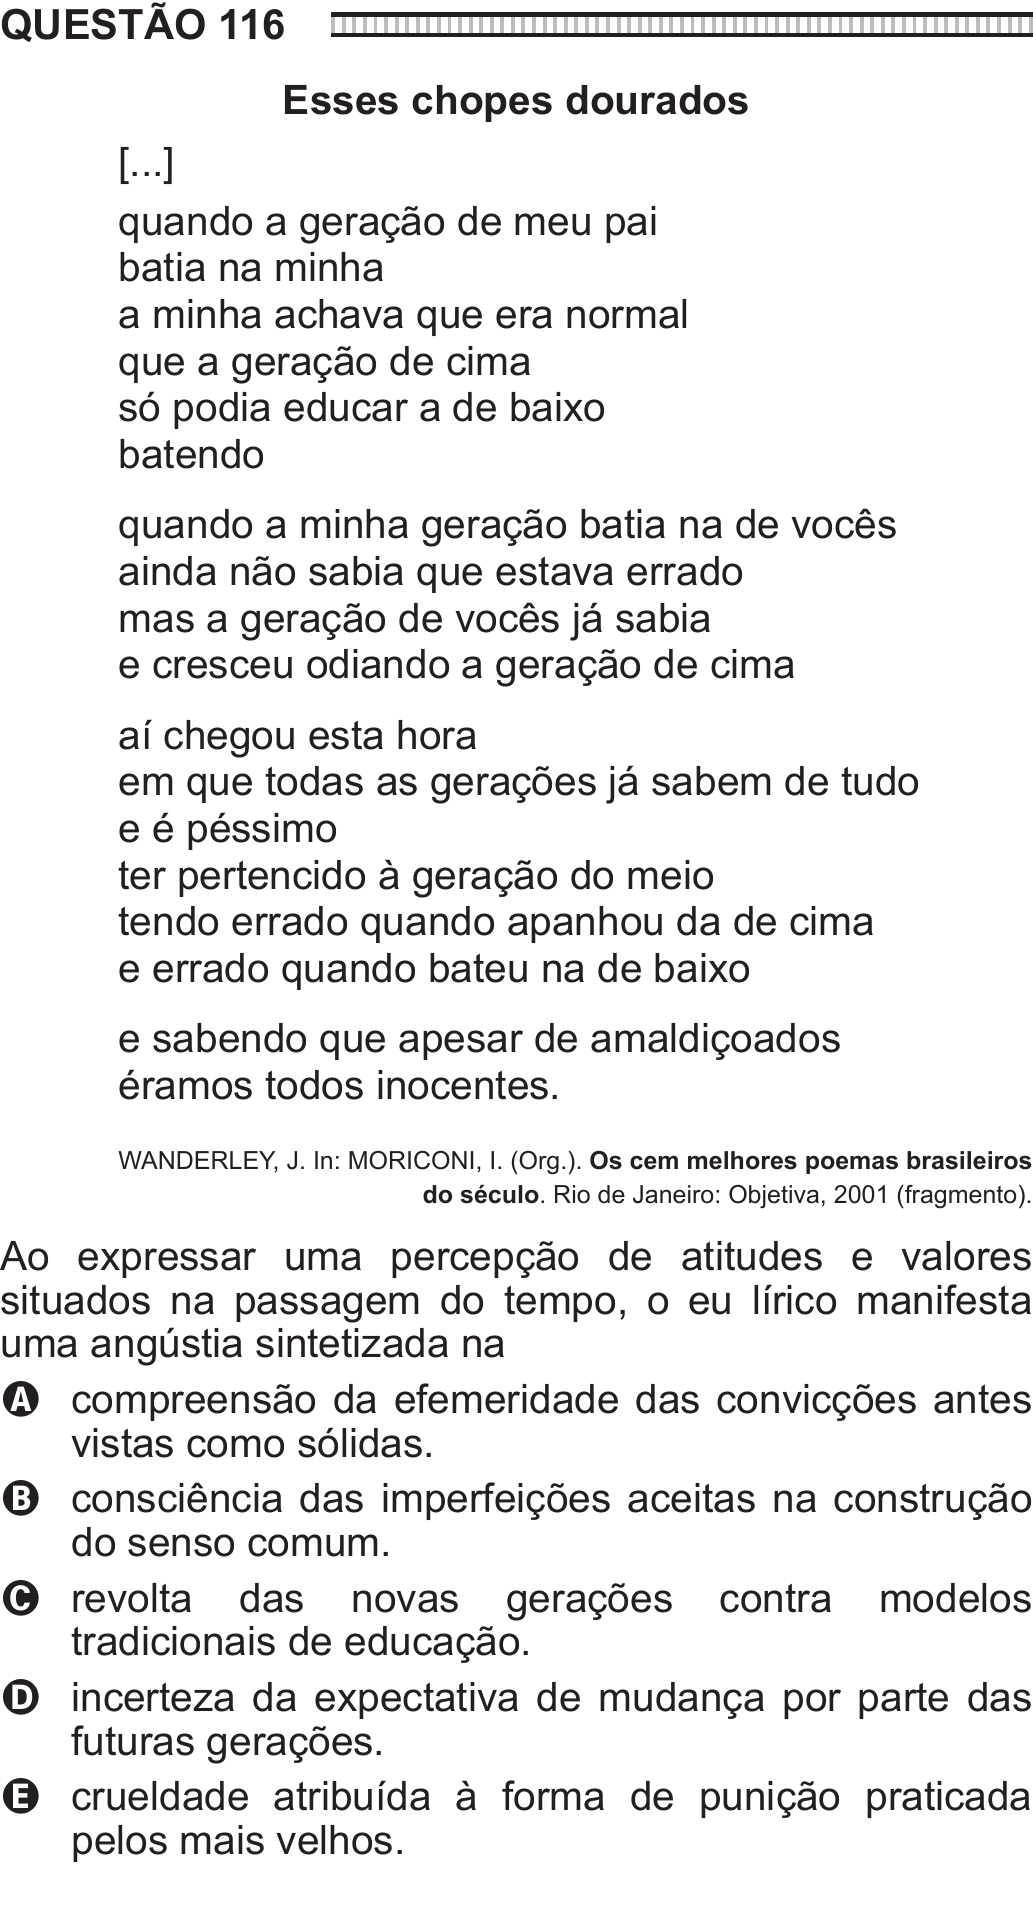 QUESTÃO 116
Esses chopes dourados
[...]
quando a geração de meu pai
batia na minha
a minha achava que era normal
que a geração de cima
só podia educar a de baixo
batendo
quando a minha geração batia na de vocês
ainda não sabia que estava errado
mas a geração de vocês já sabia
e cresceu odiando a geração de cima
aí chegou esta hora
em que todas as gerações já sabem de tudo
e é péssimo
ter pertencido à geração do meio
tendo errado quando apanhou da de cima
e errado quando bateu na de baixo
e sabendo que apesar de amaldiçoados
éramos todos inocentes.
WANDERLEY, J. In: MORICONI, I. (Org.). Os cem melhores poemas brasileiros
do século. Rio de Janeiro: Objetiva, 2001 (fragmento).
Ao expressar uma percepção de atitudes e valores
situados na passagem do tempo, o eu lírico manifesta
uma angústia sintetizada na
A compreensão da efemeridade das convicções antes
vistas como sólidas.
B consciência das imperfeições aceitas na construção
do senso comum.
C revolta das novas gerações contra modelos
tradicionais de educação.
D incerteza da expectativa de mudança por parte das
futuras gerações.
E crueldade atribuída à forma de punição praticada
pelos mais velhos.